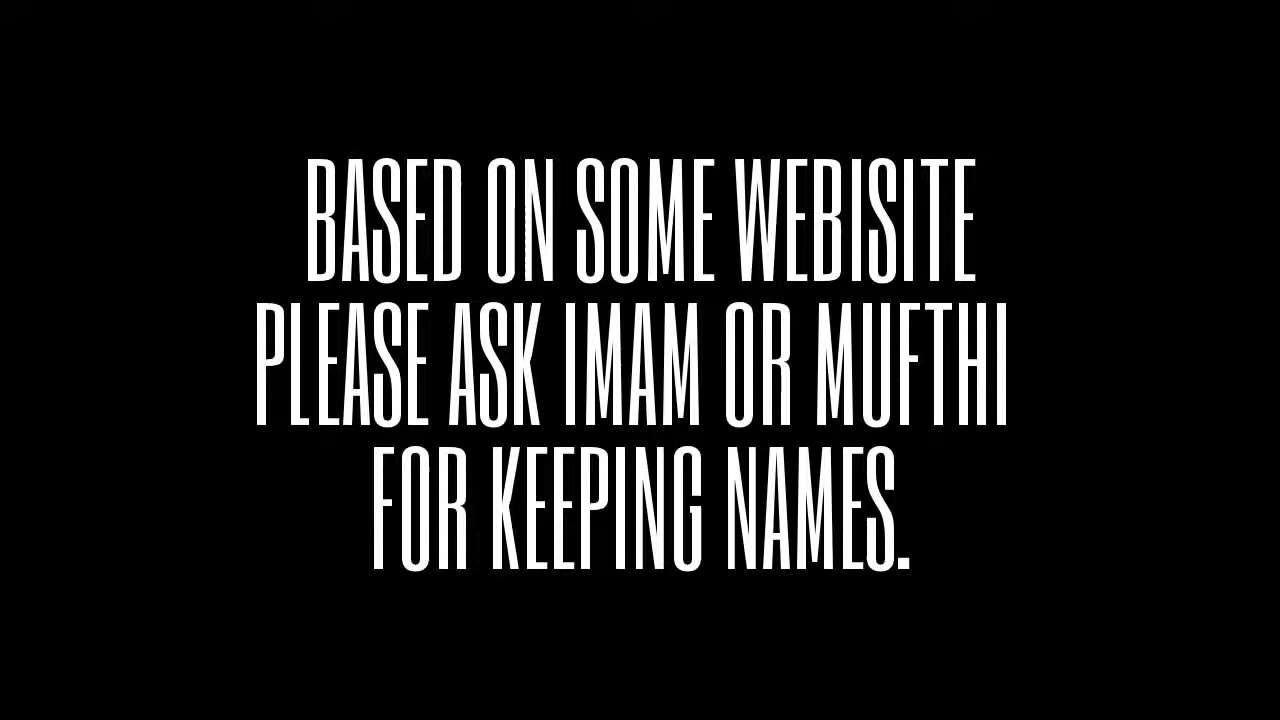 BASED ON SOME WEBISITE
PLEASE ASK IMAM OR MUFTHI
FOR KEEPING NAMES.